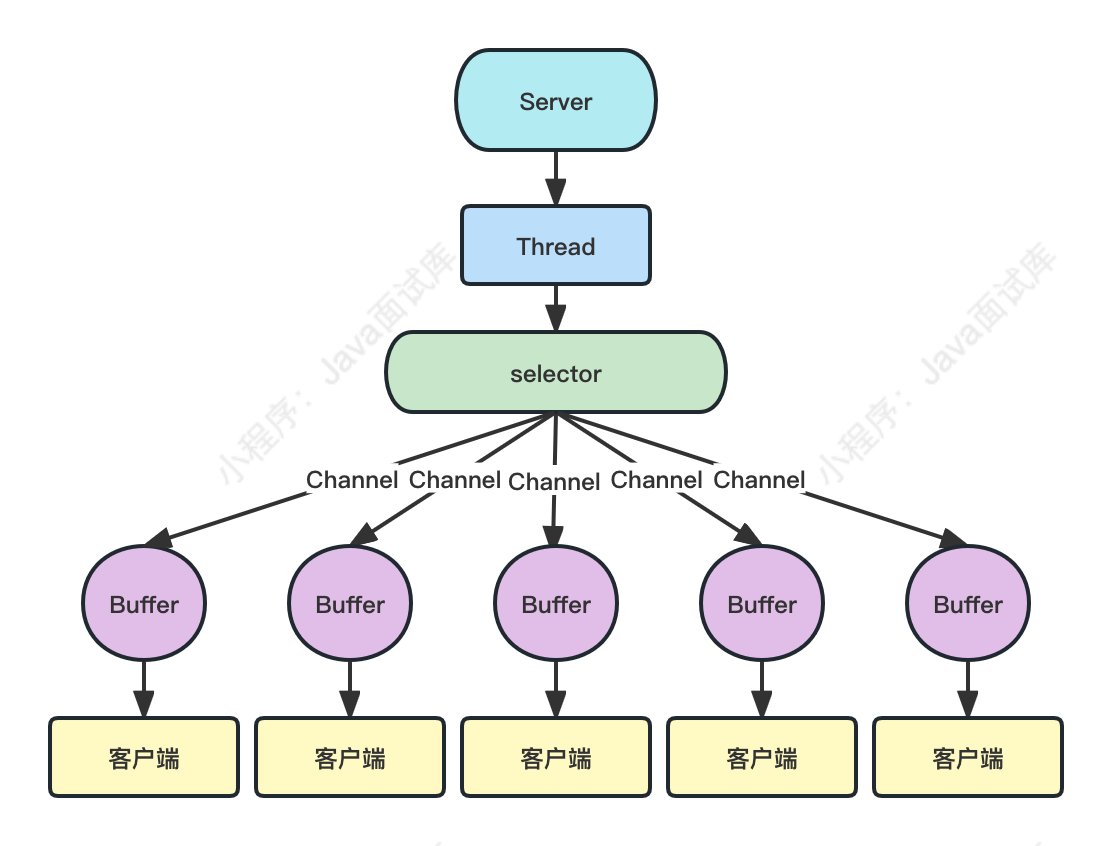 Server
Thread
小程序：Java面试库
小程序：Java面试库
selector
Channel Channel Channel Channel Channel
Buffer Buffer Buffer Buffer Buffer
客户端 客户端 客户端 客户端 客户端